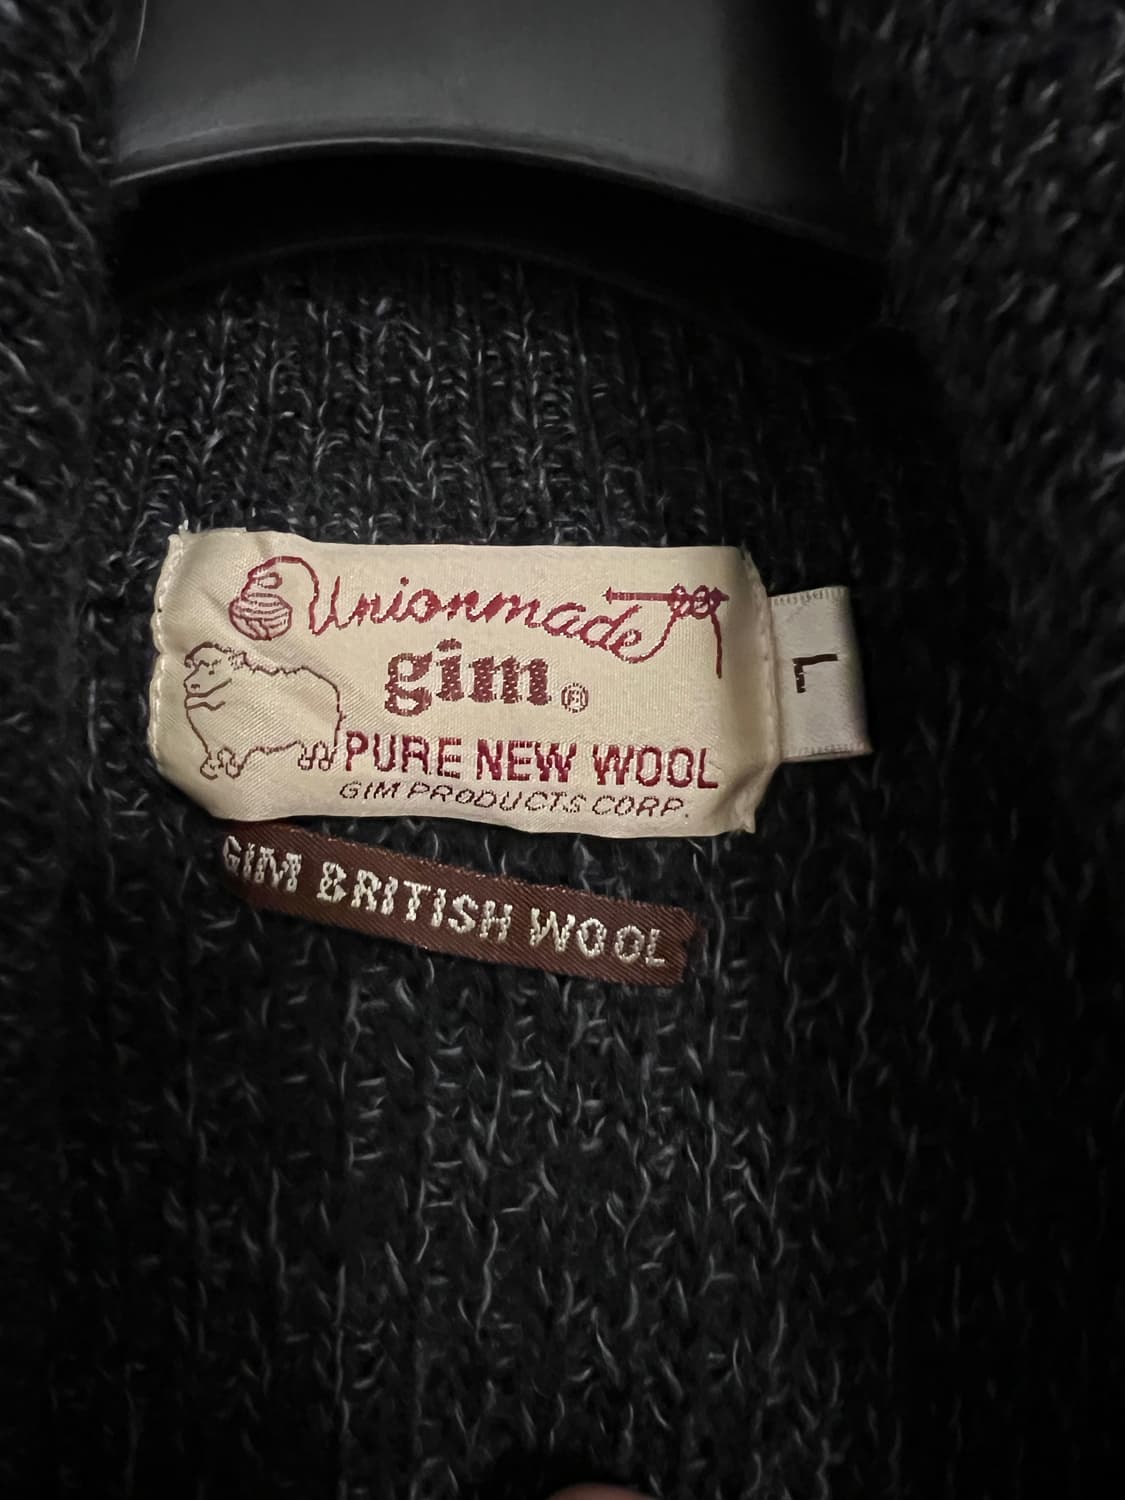 Unionmade
gim®
PURE NEW WOOL
GIM PRODUCTS CORP.
L
GIM BRITISH WOOL